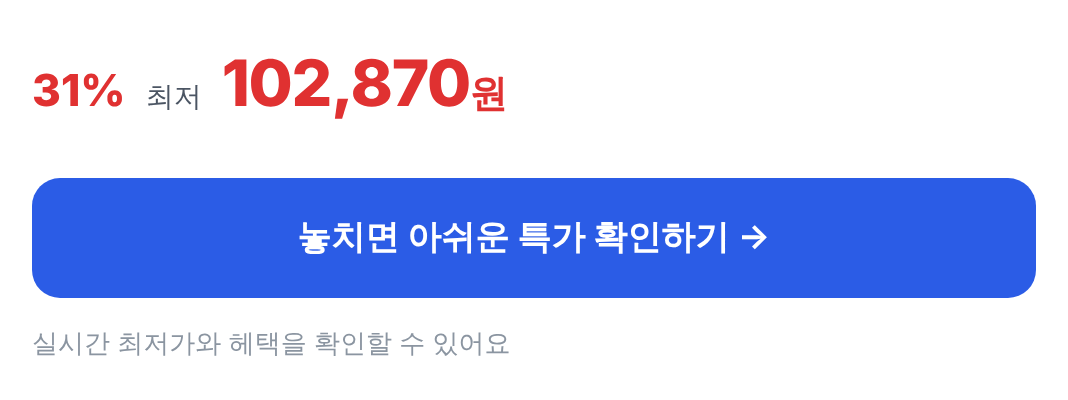 31% 최저 102,870원
놓치면 아쉬운 특가 확인하기 →
실시간 최저가와 헤택을 확인할 수 있어요